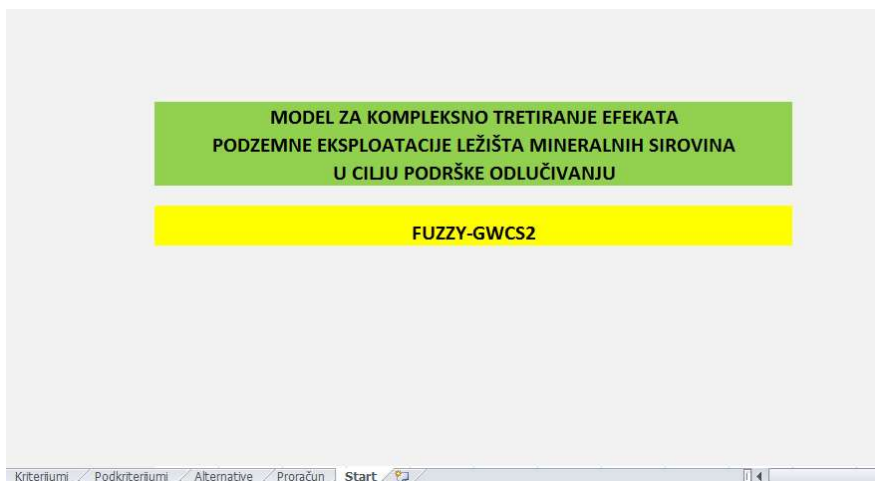 MODEL ZA KOMPLEKSNO TRETIRANJE EFEKATA
PODZEMNE EKSPLOATACIJE LEŽIŠTA MINERALNIH SIROVINA
U CILJU PODRŠKE ODLUČIVANJU
FUZZY-GWCS2
Kriterijumi Podkriterijumi Alternative Proračun Start